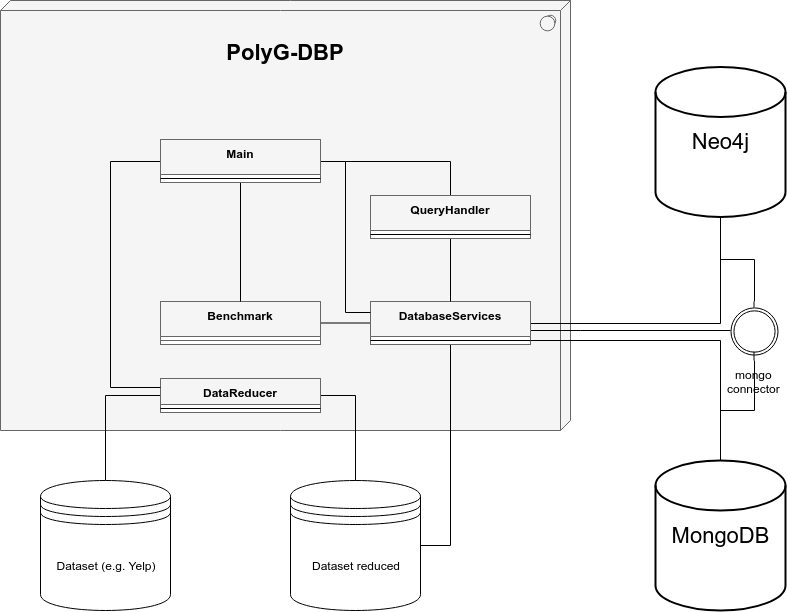 PolyG-DBP
Neo4j
Main
QueryHandler
Benchmark
DatabaseServices
mongo
connector
DataReducer
MongoDB
Dataset (e.g. Yelp)
Dataset reduced